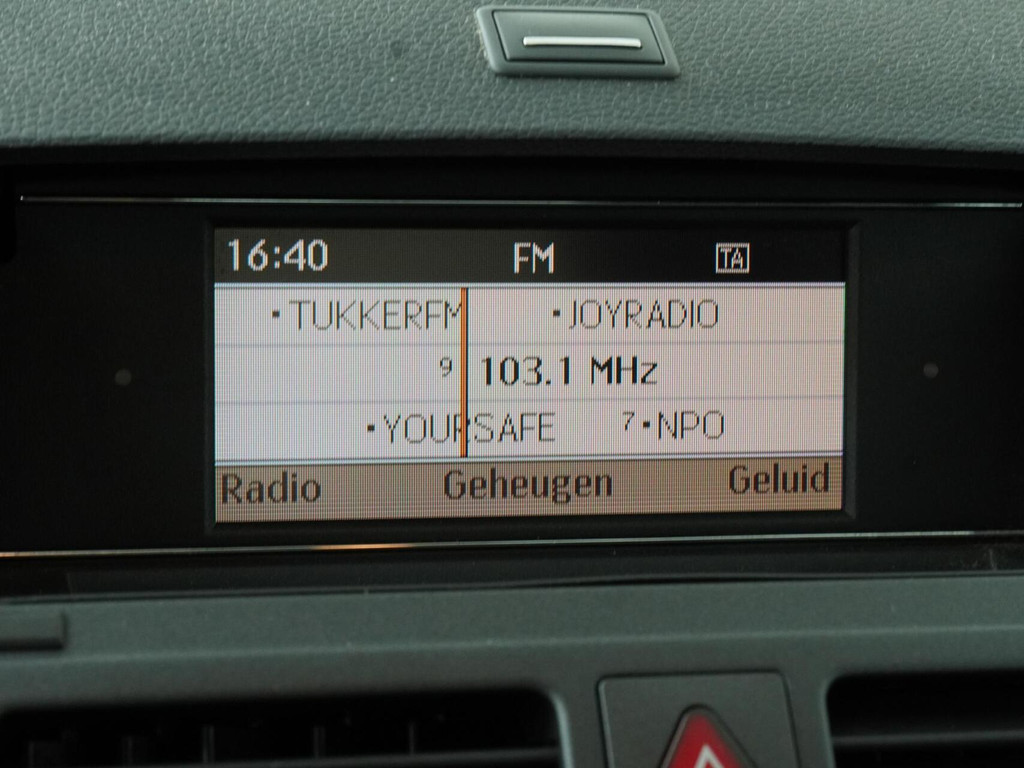 16:40 FM TA
•TUKKERFM •JOYRADIO
9 103.1 MHz
•YOURSAFE 7•NPO
Radio Geheugen Geluid